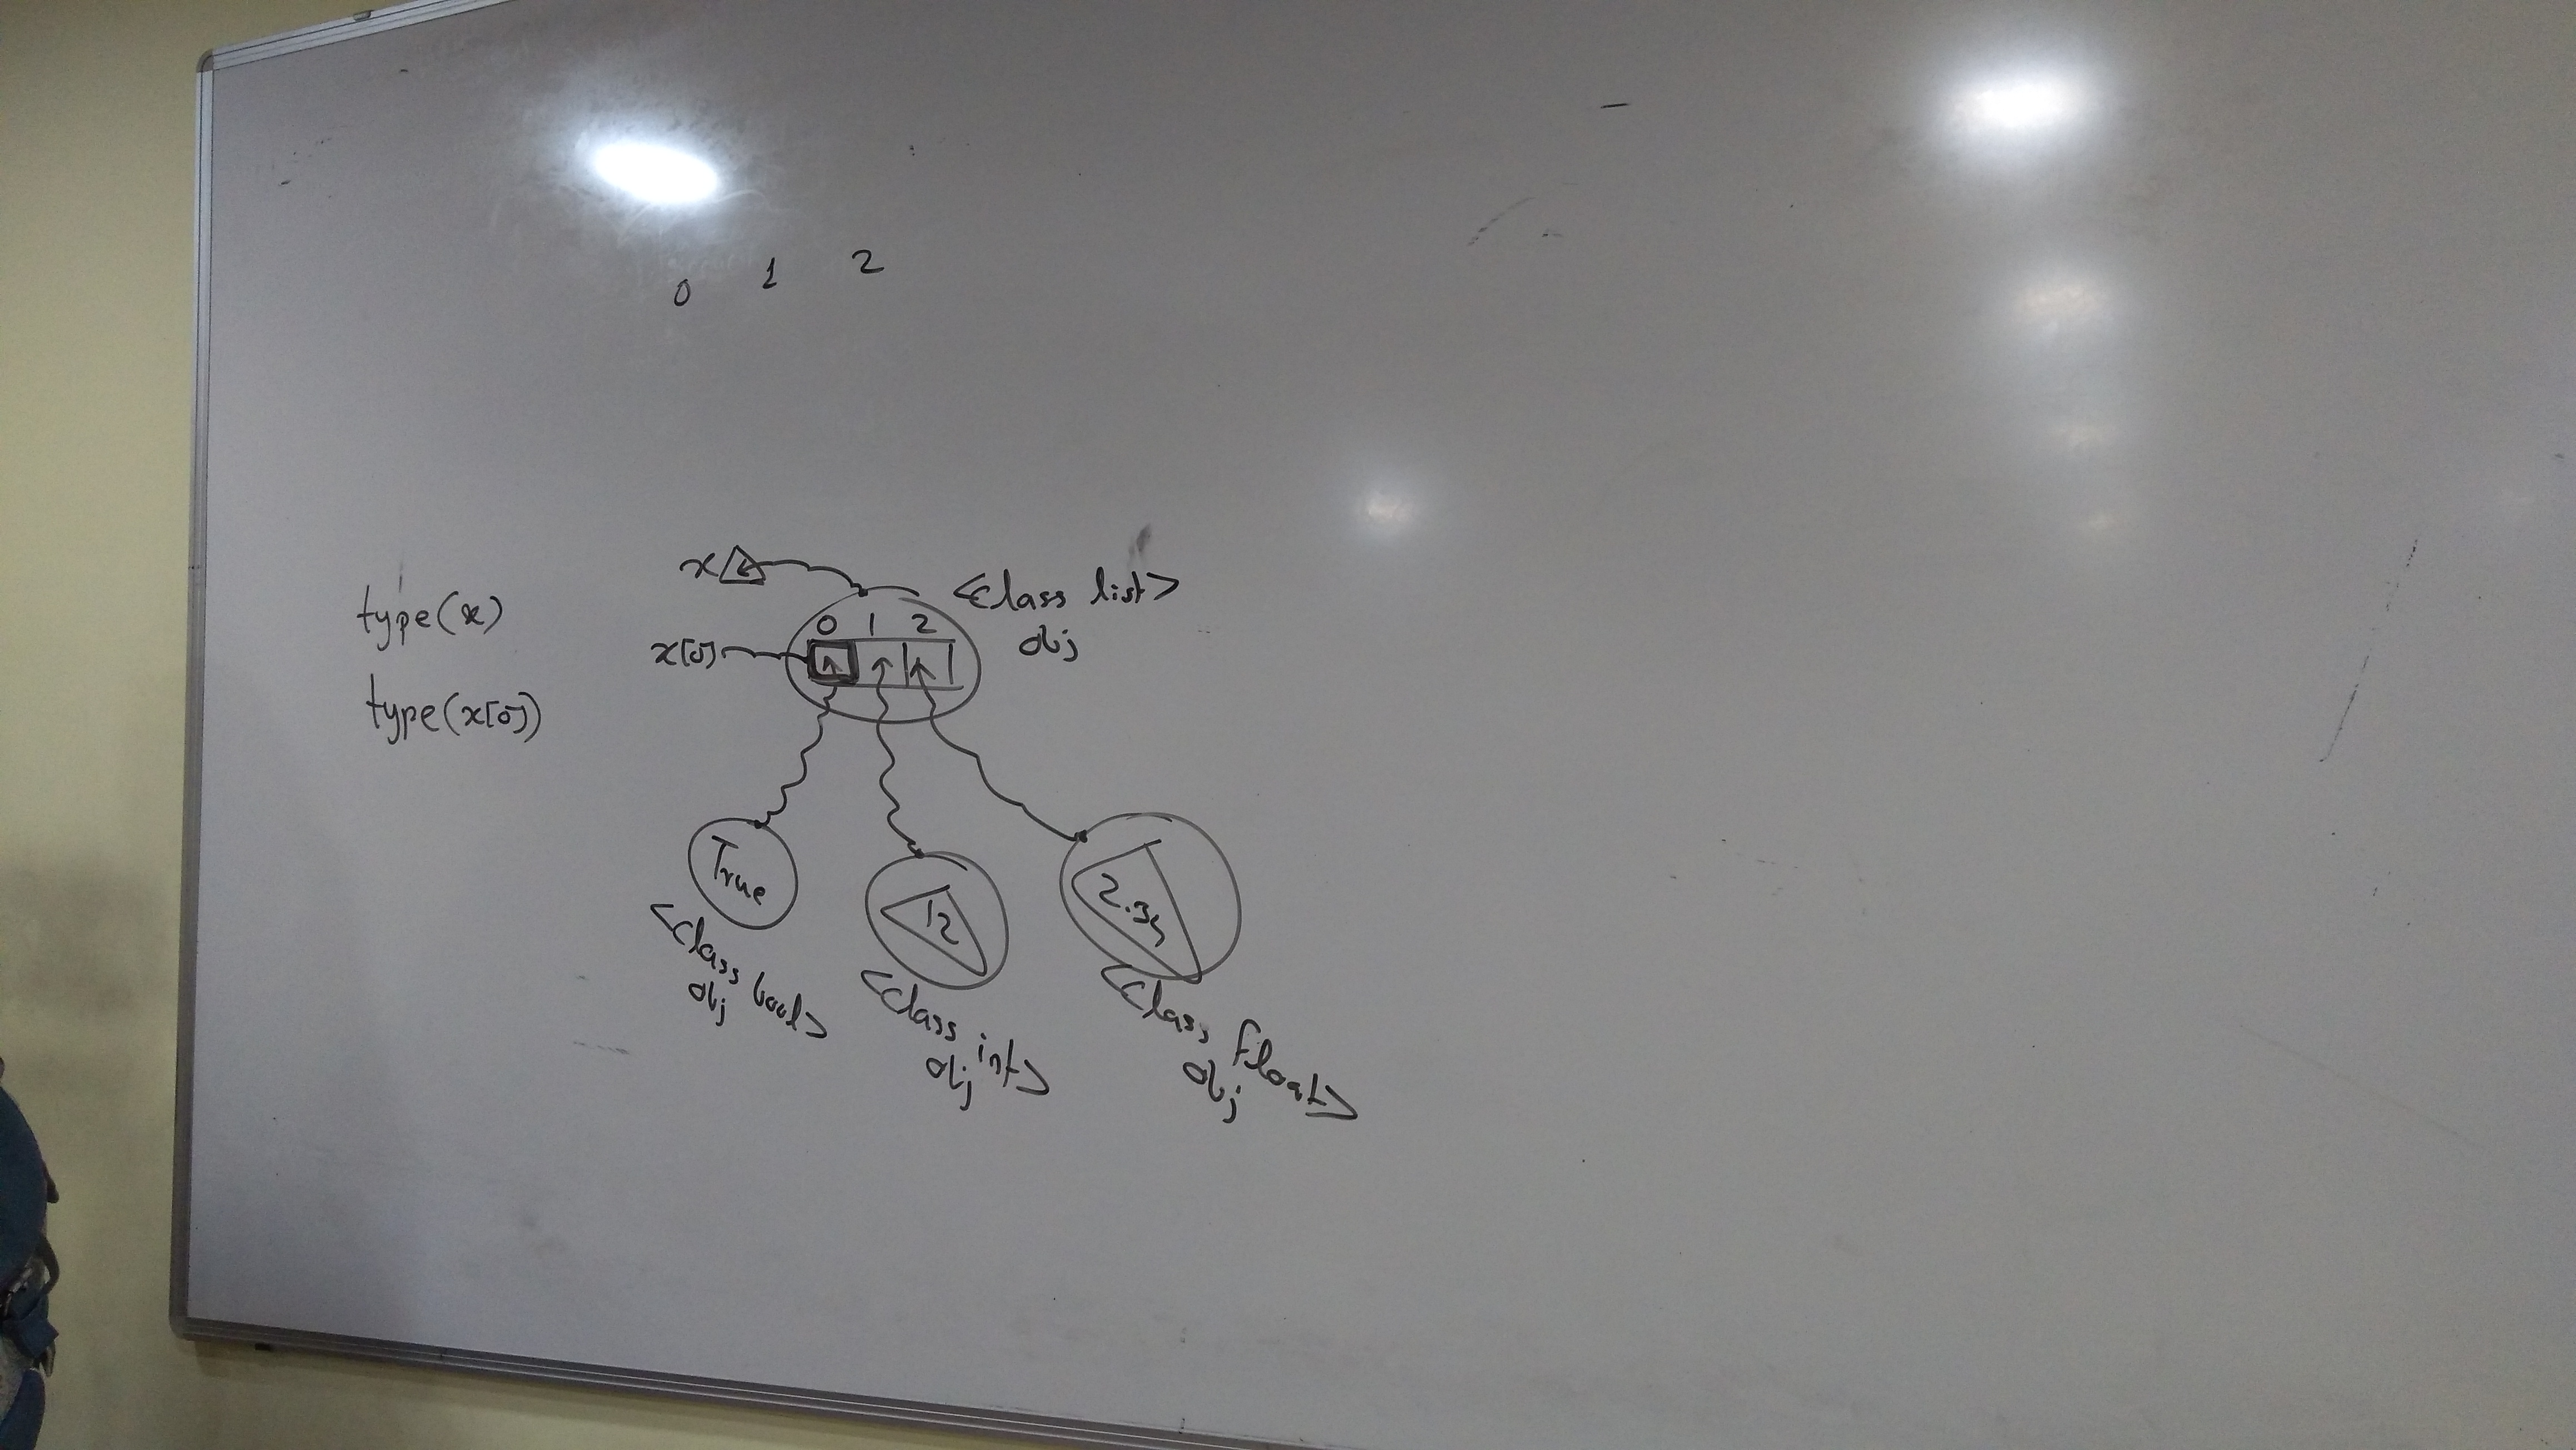 0 1 2
x
<class list>
obj
type(x)
0 1 2
x[0]
type(x[0])
True
12
2.34
<class bool>
obj
<class int>
obj
<class float>
obj